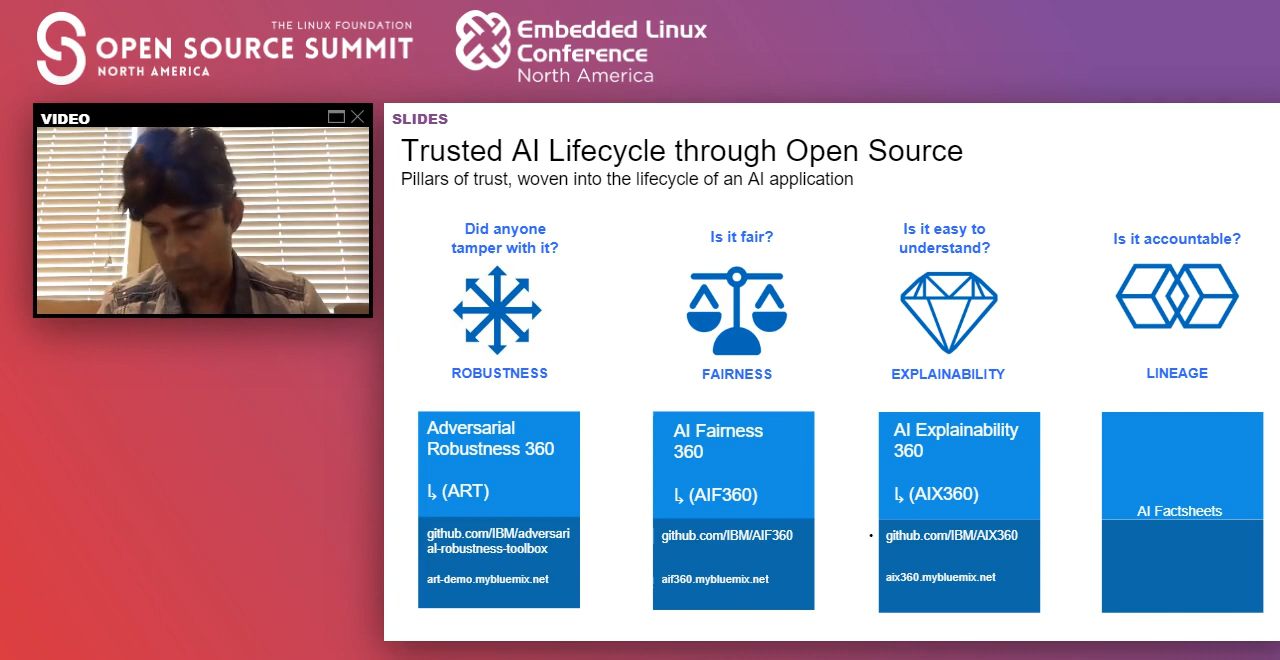 THE LINUX FOUNDATION
OPEN SOURCE SUMMIT
NORTH AMERICA
Embedded Linux
Conference
North America
VIDEO
SLIDES
Trusted AI Lifecycle through Open Source
Pillars of trust, woven into the lifecycle of an AI application
Did anyone
tamper with it?
ROBUSTNESS
Adversarial
Robustness 360
↳ (ART)
github.com/IBM/adversari
al-robustness-toolbox
art-demo.mybluemix.net
Is it fair?
FAIRNESS
AI Fairness
360
↳ (AIF360)
github.com/IBM/AIF360
aif360.mybluemix.net
Is it easy to
understand?
EXPLAINABILITY
AI Explainability
360
↳ (AIX360)
• github.com/IBM/AIX360
aix360.mybluemix.net
Is it accountable?
LINEAGE
AI Factsheets